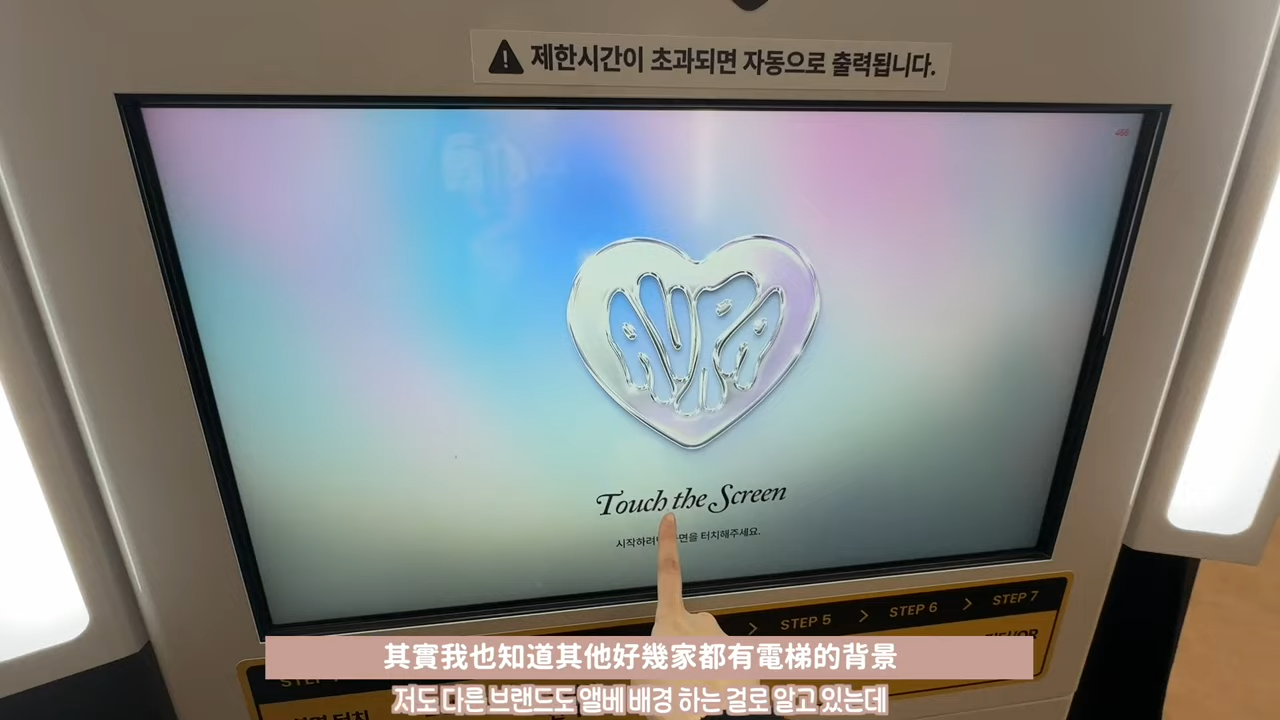 제한시간이 초과되면 자동으로 출력됩니다.
Touch the Screen
시작하려면 화면을 터치해주세요.
STEP 5 > STEP 6 > STEP 7
其實我也知道其他好幾家都有電梯的背景
저도 다른 브랜드도 앨베 배경 하는 걸로 알고 있는데